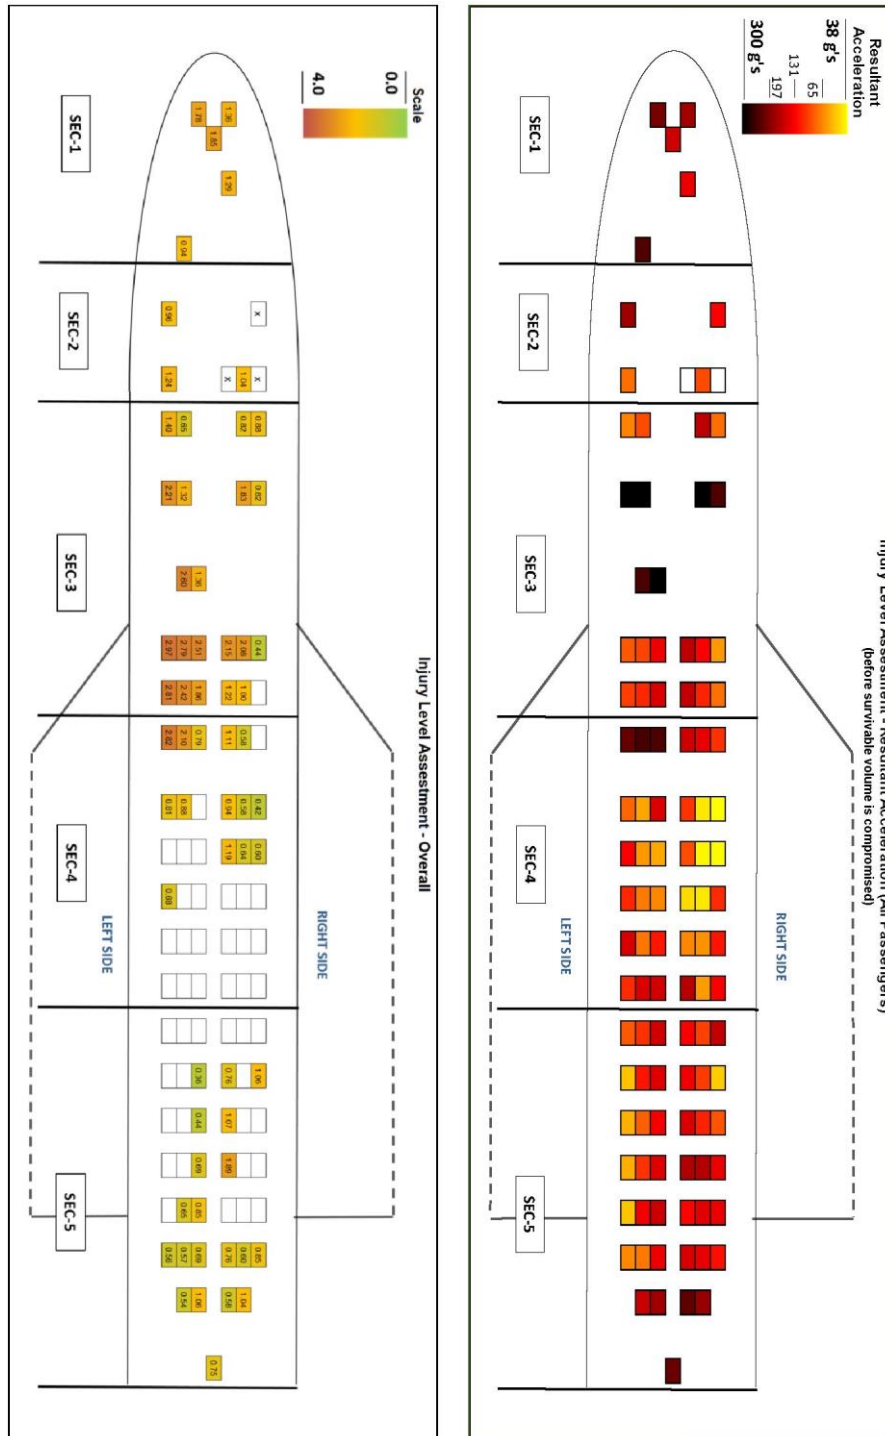 Injury Level Assestment - Resultant Acceleration (All Passengers)
(before survivable volume is compromised)
Resultant
Acceleration
38 g's
65
131
197
300 g's
RIGHT SIDE
LEFT SIDE
SEC-1 SEC-2 SEC-3 SEC-4 SEC-5
Injury Level Assestment - Overall
Scale
0.0
4.0
RIGHT SIDE
X X 0.88 0.62 0.44 0.42 0.60 1.06 0.85
1.04 0.82 1.83 2.08 1.00 0.58 0.58 0.64 0.60 1.04
1.36 1.29 X 2.15 1.22 1.11 0.94 1.19 0.76 1.07 1.89 0.76 0.58
1.85 0.75
1.78 1.36 2.51 1.86 0.79 0.36 0.44 0.69 0.85 0.69 1.06
0.94 0.65 1.32 2.60 2.79 2.42 2.10 0.88 0.65 0.57 0.54
0.96 1.24 1.40 2.21 2.97 2.81 2.82 0.81 0.68 0.56
LEFT SIDE
SEC-1 SEC-2 SEC-3 SEC-4 SEC-5